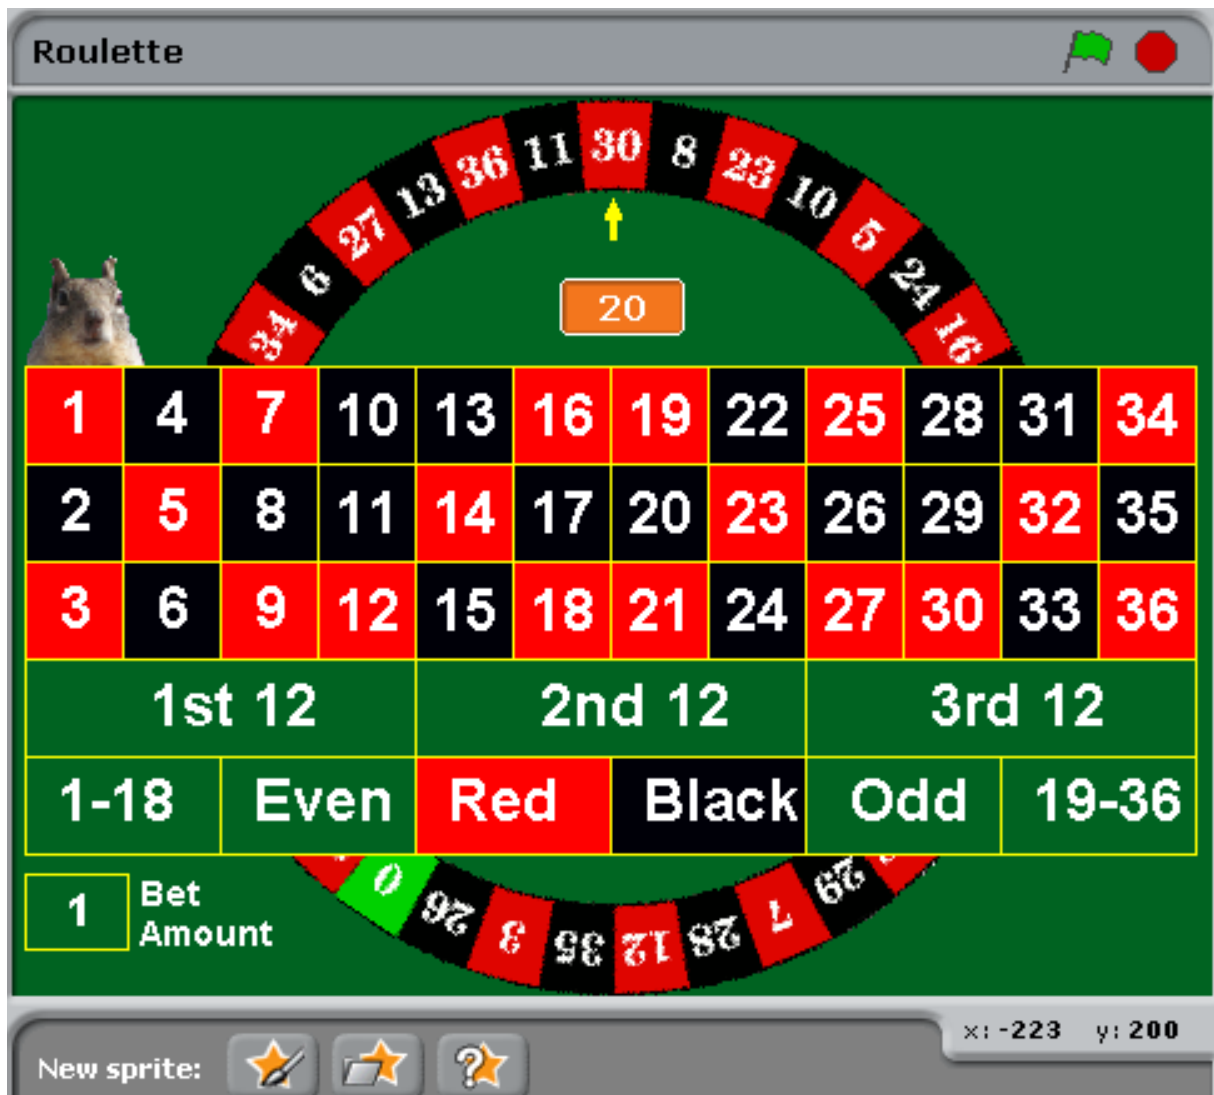 Roulette
34 6 27 13 36 11 30 8 23 10 5 24 16
20
1 4 7 10 13 16 19 22 25 28 31 34
2 5 8 11 14 17 20 23 26 29 32 35
3 6 9 12 15 18 21 24 27 30 33 36
1st 12 2nd 12 3rd 12
1-18 Even Red Black Odd 19-36
0 26 3 35 12 28 7 29
1 Bet
Amount
x: -223 y: 200
New sprite: